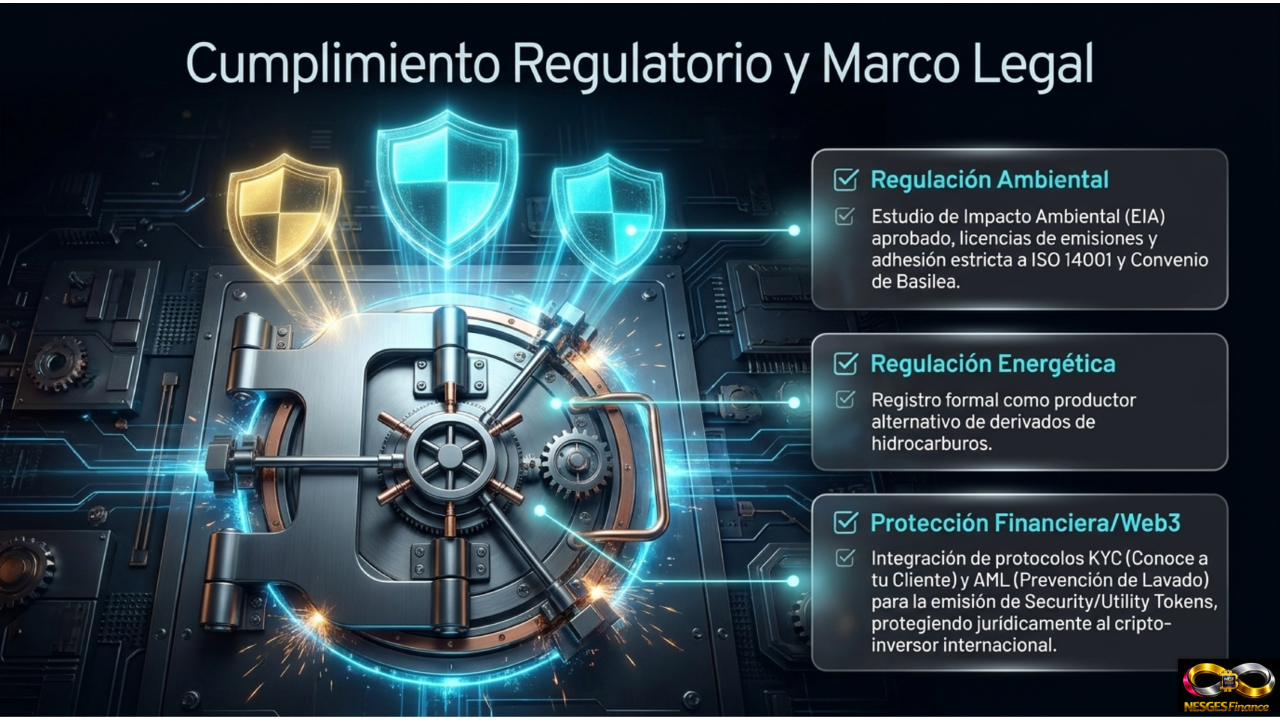 Cumplimiento Regulatorio y Marco Legal
Regulación Ambiental
Estudio de Impacto Ambiental (EIA)
aprobado, licencias de emisiones y
adhesión estricta a ISO 14001 y Convenio
de Basilea.
Regulación Energética
Registro formal como productor
alternativo de derivados de
hidrocarburos.
Protección Financiera/Web3
Integración de protocolos KYC (Conoce a
tu Cliente) y AML (Prevención de Lavado)
para la emisión de Security/Utility Tokens,
protegiendo jurídicamente al cripto-
inversor internacional.
NESGES Finance